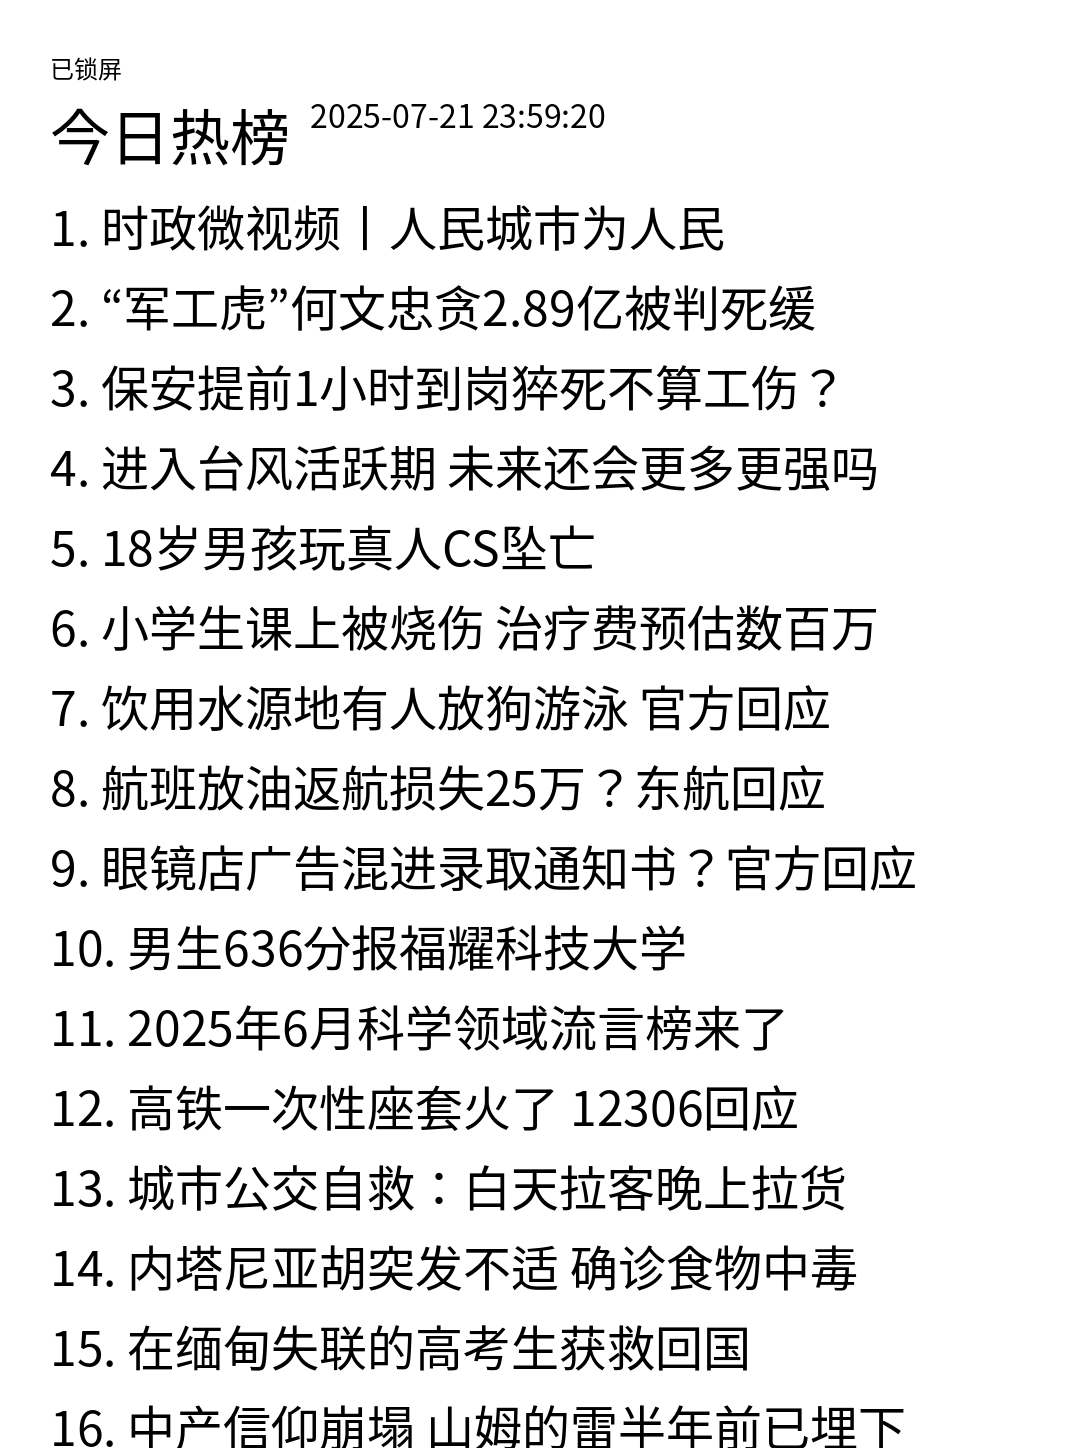 已锁屏
今日热榜 2025-07-21 23:59:20
1. 时政微视频丨人民城市为人民
2. “军工虎”何文忠贪2.89亿被判死缓
3. 保安提前1小时到岗猝死不算工伤？
4. 进入台风活跃期 未来还会更多更强吗
5. 18岁男孩玩真人CS坠亡
6. 小学生课上被烧伤 治疗费预估数百万
7. 饮用水源地有人放狗游泳 官方回应
8. 航班放油返航损失25万？东航回应
9. 眼镜店广告混进录取通知书？官方回应
10. 男生636分报福耀科技大学
11. 2025年6月科学领域流言榜来了
12. 高铁一次性座套火了 12306回应
13. 城市公交自救：白天拉客晚上拉货
14. 内塔尼亚胡突发不适 确诊食物中毒
15. 在缅甸失联的高考生获救回国
16. 中产信仰崩塌 山姆的雷半年前已埋下